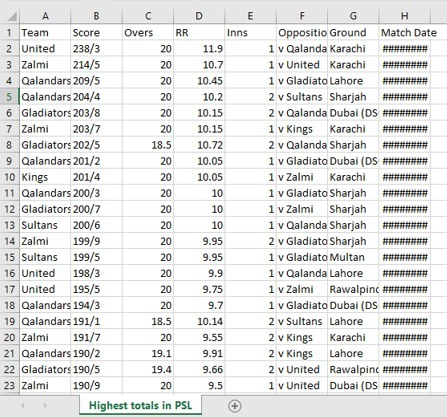 A B C D E F G H
1 Team Score Overs RR Inns Oppositio Ground Match Date
2 United 238/3 20 11.9 1 v Qalanda Karachi ########
3 Zalmi 214/5 20 10.7 1 v United Karachi ########
4 Qalandars 209/5 20 10.45 1 v Gladiato Lahore ########
5 Qalandars 204/4 20 10.2 2 v Sultans Sharjah ########
6 Gladiators 203/8 20 10.15 2 v Qalanda Dubai (DS ########
7 Zalmi 203/7 20 10.15 1 v Kings Karachi ########
8 Gladiators 202/5 18.5 10.72 2 v Qalanda Sharjah ########
9 Qalandars 201/2 20 10.05 1 v Gladiato Dubai (DS ########
10 Kings 201/4 20 10.05 1 v Zalmi Karachi ########
11 Qalandars 200/3 20 10 1 v Gladiato Sharjah ########
12 Gladiators 200/7 20 10 1 v Zalmi Sharjah ########
13 Sultans 200/6 20 10 1 v Qalanda Sharjah ########
14 Zalmi 199/9 20 9.95 2 v Gladiato Sharjah ########
15 Sultans 199/5 20 9.95 1 v Gladiato Multan ########
16 United 198/3 20 9.9 1 v Qalanda Lahore ########
17 United 195/5 20 9.75 1 v Zalmi Rawalpind ########
18 Qalandars 194/3 20 9.7 1 v Gladiato Dubai (DS ########
19 Qalandars 191/1 18.5 10.14 2 v Sultans Lahore ########
20 Zalmi 191/7 20 9.55 2 v Kings Karachi ########
21 Qalandars 190/2 19.1 9.91 2 v Kings Lahore ########
22 Gladiators 190/5 19.4 9.66 2 v United Rawalpind ########
23 Zalmi 190/9 20 9.5 1 v United Dubai (DS ########
Highest totals in PSL